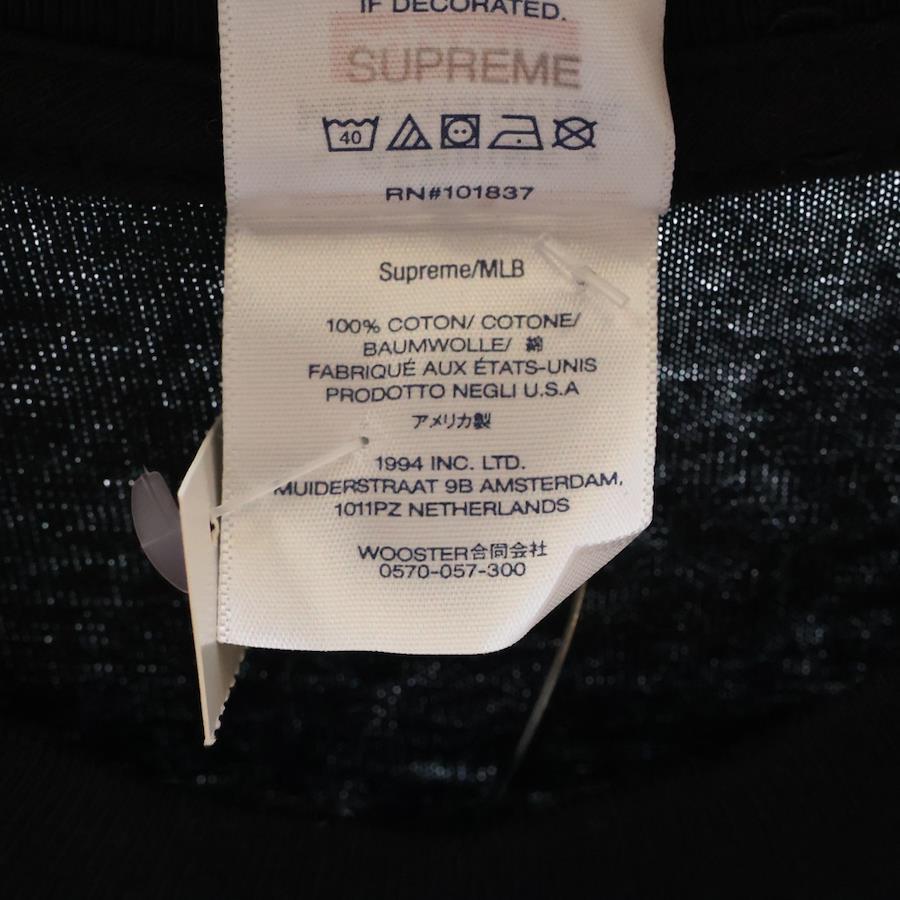 IF DECORATED.
SUPREME
40
RN#101837
Supreme/MLB
100% COTON/ COTONE/
BAUMWOLLE/ 綿
FABRIQUÉ AUX ÉTATS-UNIS
PRODOTTO NEGLI U.S.A
アメリカ製
1994 INC. LTD.
MUIDERSTRAAT 9B AMSTERDAM,
1011PZ NETHERLANDS
WOOSTER合同会社
0570-057-300